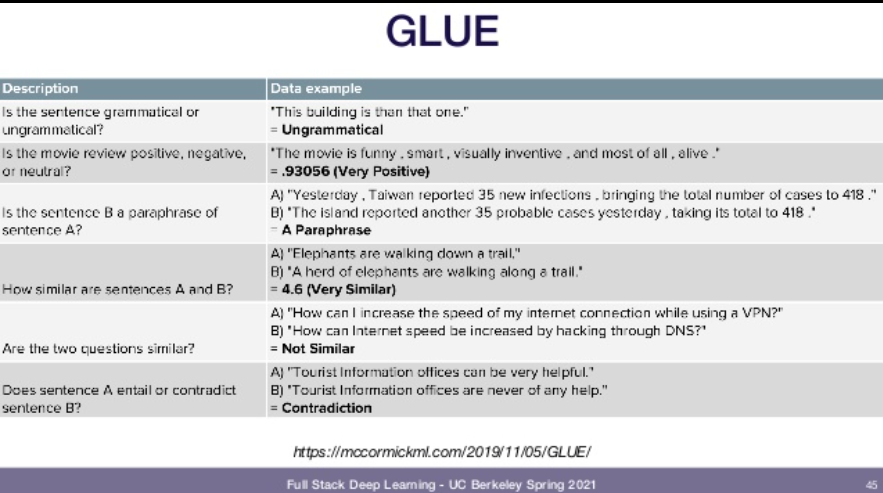 GLUE
Description
Data example
Is the sentence grammatical or
ungrammatical?
"This building is than that one."
= Ungrammatical
Is the movie review positive, negative,
or neutral?
"The movie is funny , smart , visually inventive , and most of all , alive ."
= .93056 (Very Positive)
Is the sentence B a paraphrase of
sentence A?
A) "Yesterday , Taiwan reported 35 new infections , bringing the total number of cases to 418 ."
B) "The island reported another 35 probable cases yesterday , taking its total to 418 ."
= A Paraphrase
How similar are sentences A and B?
A) "Elephants are walking down a trail."
B) "A herd of elephants are walking along a trail."
= 4.6 (Very Similar)
Are the two questions similar?
A) "How can I increase the speed of my internet connection while using a VPN?"
B) "How can Internet speed be increased by hacking through DNS?"
= Not Similar
Does sentence A entail or contradict
sentence B?
A) "Tourist Information offices can be very helpful."
B) "Tourist Information offices are never of any help."
= Contradiction
https://mccormickml.com/2019/11/05/GLUE/
Full Stack Deep Learning - UC Berkeley Spring 2021
45